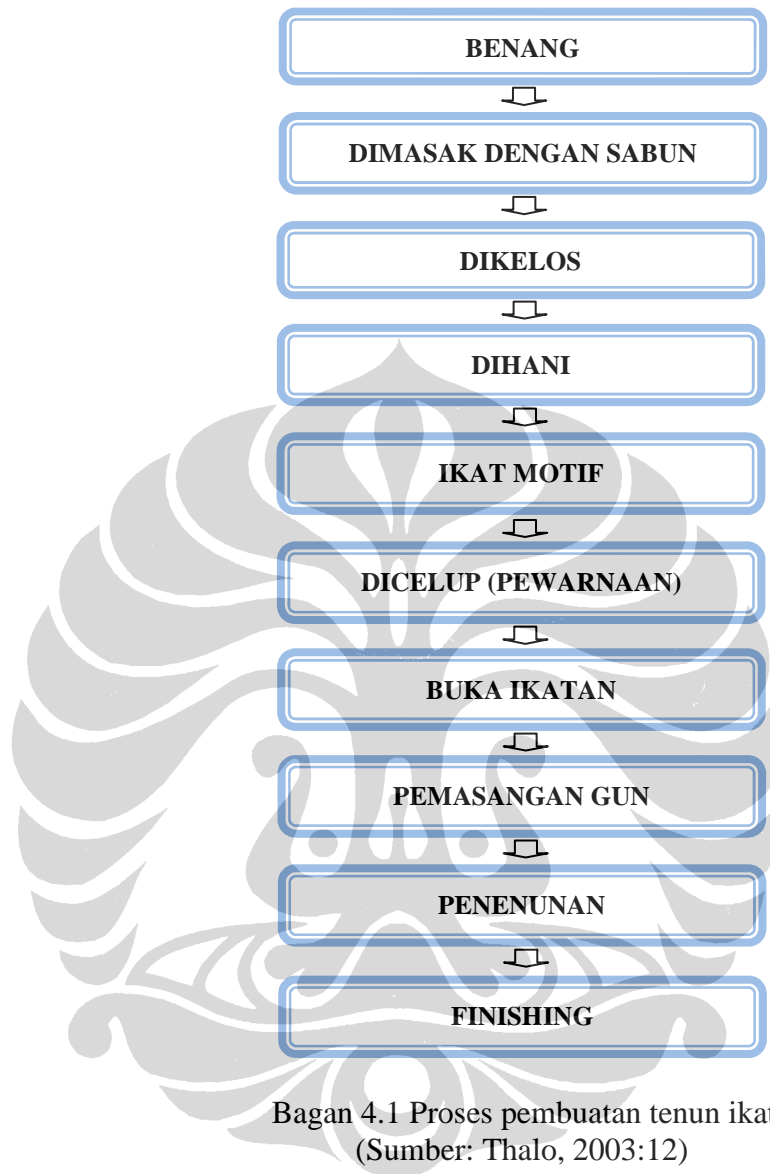 BENANG
DIMASAK DENGAN SABUN
DIKELOS
DIHANI
IKAT MOTIF
DICELUP (PEWARNAAN)
BUKA IKATAN
PEMASANGAN GUN
PENENUNAN
FINISHING
Bagan 4.1 Proses pembuatan tenun ikat
(Sumber: Thalo, 2003:12)